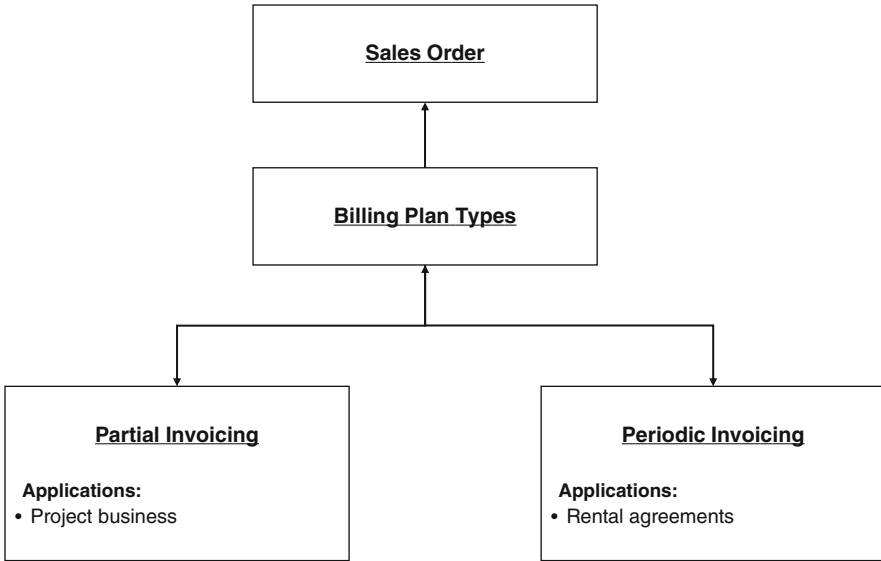 Sales Order
Billing Plan Types
Partial Invoicing
Applications:
• Project business
Periodic Invoicing
Applications:
• Rental agreements